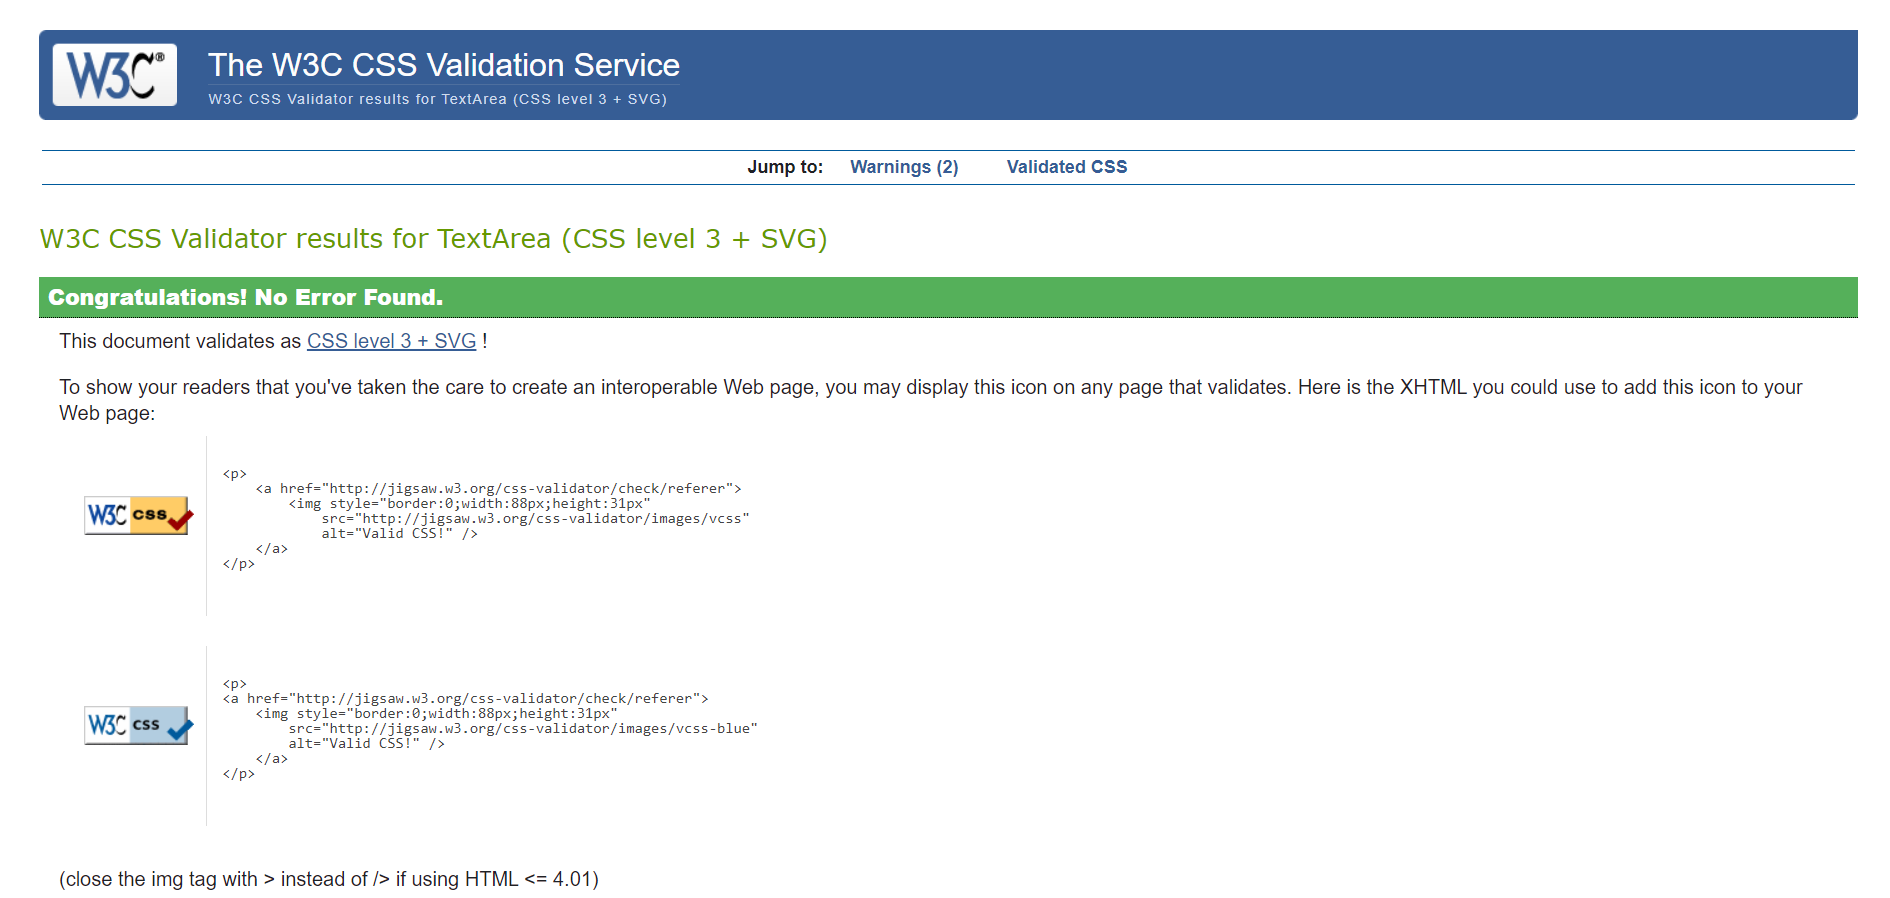 W3C®
The W3C CSS Validation Service
W3C CSS Validator results for TextArea (CSS level 3 + SVG)
Jump to: Warnings (2) Validated CSS
W3C CSS Validator results for TextArea (CSS level 3 + SVG)
Congratulations! No Error Found.
This document validates as CSS level 3 + SVG !
To show your readers that you've taken the care to create an interoperable Web page, you may display this icon on any page that validates. Here is the XHTML you could use to add this icon to your
Web page:
W3C css
<p>
    <a href="http://jigsaw.w3.org/css-validator/check/referer">
        <img style="border:0;width:88px;height:31px"
            src="http://jigsaw.w3.org/css-validator/images/vcss"
            alt="Valid CSS!" />
    </a>
</p>
W3C css
<p>
<a href="http://jigsaw.w3.org/css-validator/check/referer">
    <img style="border:0;width:88px;height:31px"
        src="http://jigsaw.w3.org/css-validator/images/vcss-blue"
        alt="Valid CSS!" />
    </a>
</p>
(close the img tag with > instead of /> if using HTML <= 4.01)